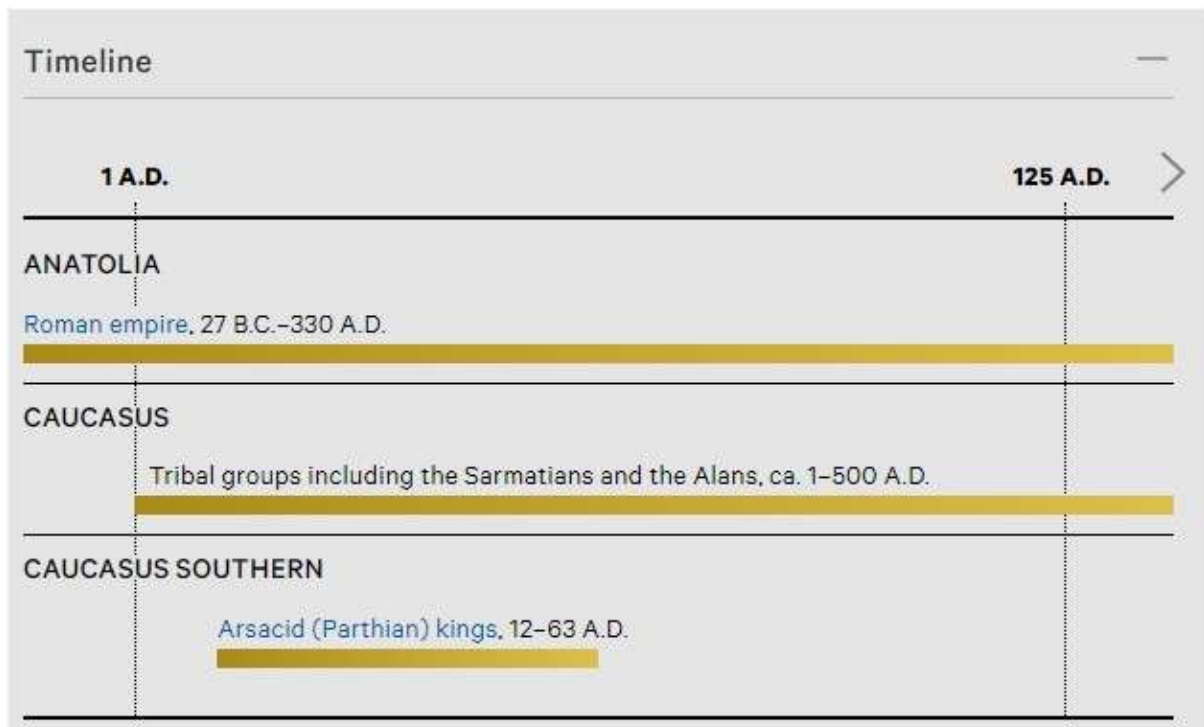 Timeline
1 A.D.
125 A.D.
ANATOLIA
Roman empire, 27 B.C.–330 A.D.
CAUCASUS
Tribal groups including the Sarmatians and the Alans, ca. 1–500 A.D.
CAUCASUS SOUTHERN
Arsacid (Parthian) kings, 12–63 A.D.